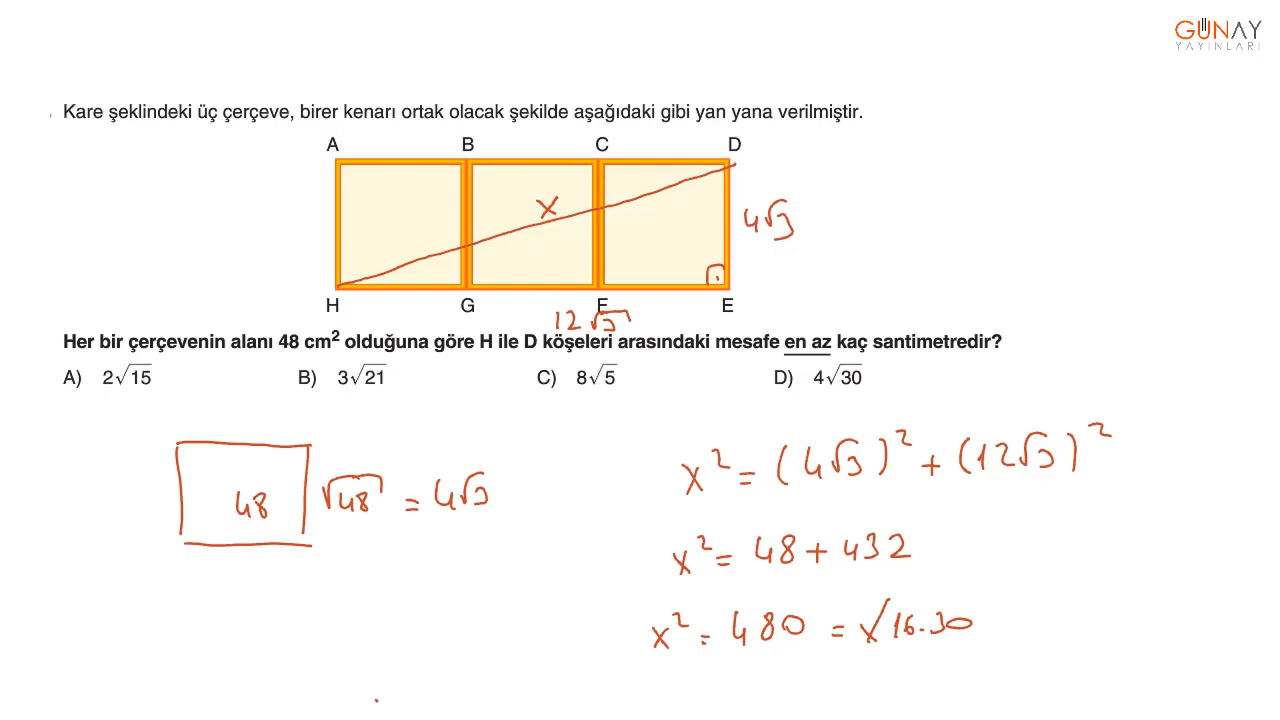 GÜNAY
YAYINLARI
Kare şeklindeki üç çerçeve, birer kenarı ortak olacak şekilde aşağıdaki gibi yan yana verilmiştir.
A B C D
x
4√3
H G F E
12√3
Her bir çerçevenin alanı 48 cm² olduğuna göre H ile D köşeleri arasındaki mesafe en az kaç santimetredir?
A) 2√15 B) 3√21 C) 8√5 D) 4√30
48 √48 = 4√3
x² = (4√3)² + (12√3)²
x² = 48 + 432
x² = 480 = √16.30